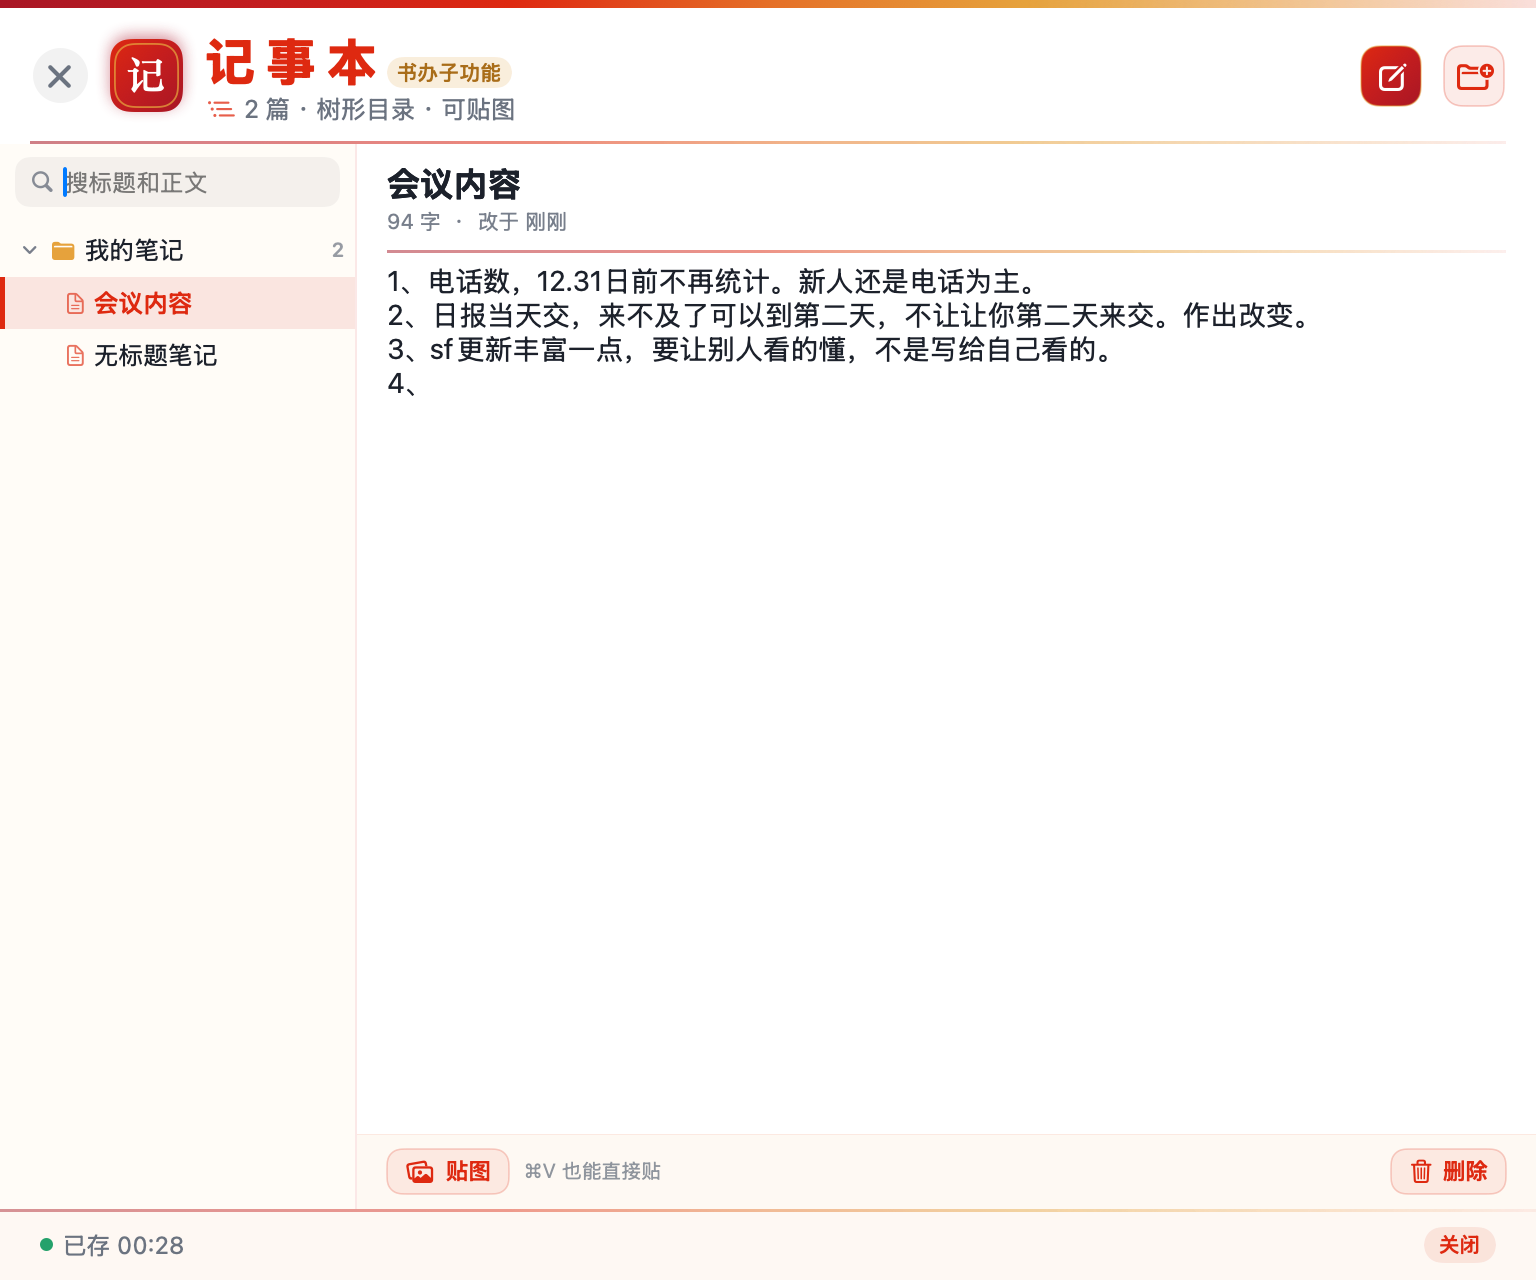 记
记事本 书办子功能
2 篇 · 树形目录 · 可贴图
搜标题和正文
我的笔记 2
会议内容
无标题笔记
会议内容
94 字 · 改于 刚刚
1、电话数，12.31日前不再统计。新人还是电话为主。
2、日报当天交，来不及了可以到第二天，不让让你第二天来交。作出改变。
3、sf更新丰富一点，要让别人看的懂，不是写给自己看的。
4、
贴图 ⌘V 也能直接贴 删除
已存 00:28 关闭